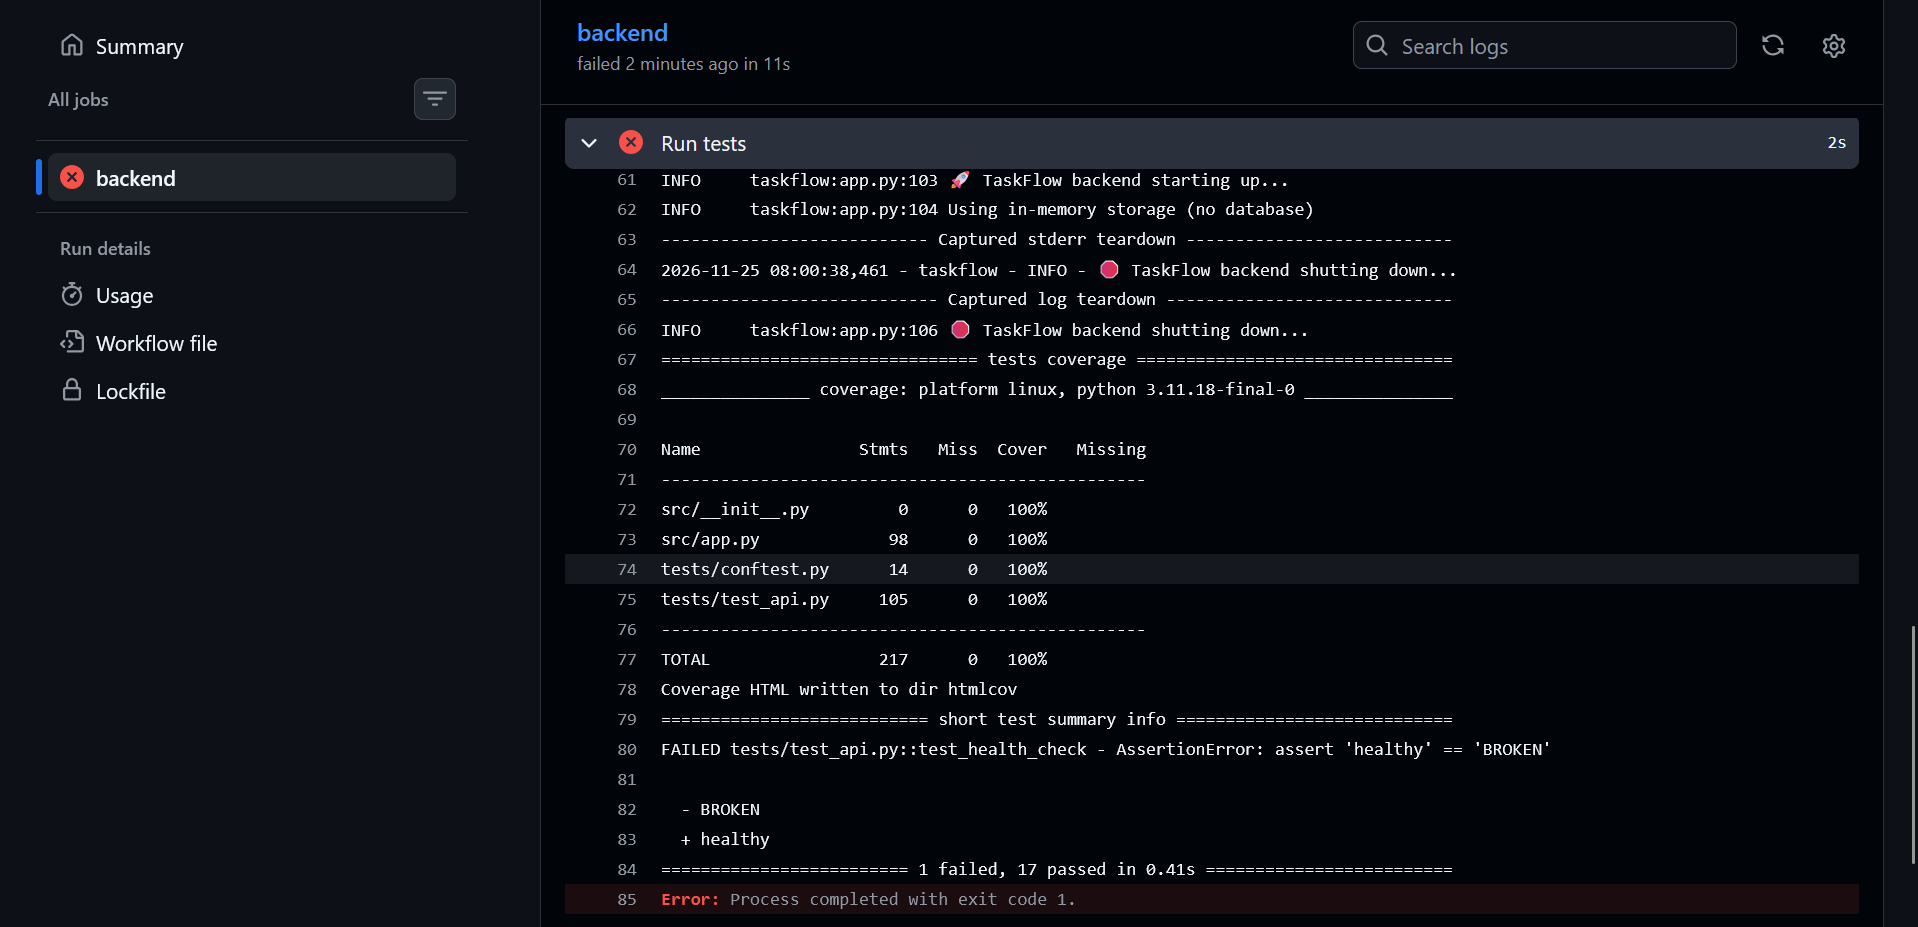 Summary
All jobs
backend
Run details
Usage
Workflow file
Lockfile
backend
failed 2 minutes ago in 11s
Search logs
Run tests 2s
61 INFO     taskflow:app.py:103 🚀 TaskFlow backend starting up...
62 INFO     taskflow:app.py:104 Using in-memory storage (no database)
63 --------------------------- Captured stderr teardown ---------------------------
64 2026-11-25 08:00:38,461 - taskflow - INFO - 🛑 TaskFlow backend shutting down...
65 ---------------------------- Captured log teardown -----------------------------
66 INFO     taskflow:app.py:106 🛑 TaskFlow backend shutting down...
67 ================================ tests coverage ================================
68 _______________ coverage: platform linux, python 3.11.18-final-0 _______________
69
70 Name                Stmts   Miss  Cover   Missing
71 -------------------------------------------------
72 src/__init__.py         0      0   100%
73 src/app.py             98      0   100%
74 tests/conftest.py      14      0   100%
75 tests/test_api.py     105      0   100%
76 -------------------------------------------------
77 TOTAL                 217      0   100%
78 Coverage HTML written to dir htmlcov
79 =========================== short test summary info ============================
80 FAILED tests/test_api.py::test_health_check - AssertionError: assert 'healthy' == 'BROKEN'
81
82   - BROKEN
83   + healthy
84 ========================= 1 failed, 17 passed in 0.41s =========================
85 Error: Process completed with exit code 1.